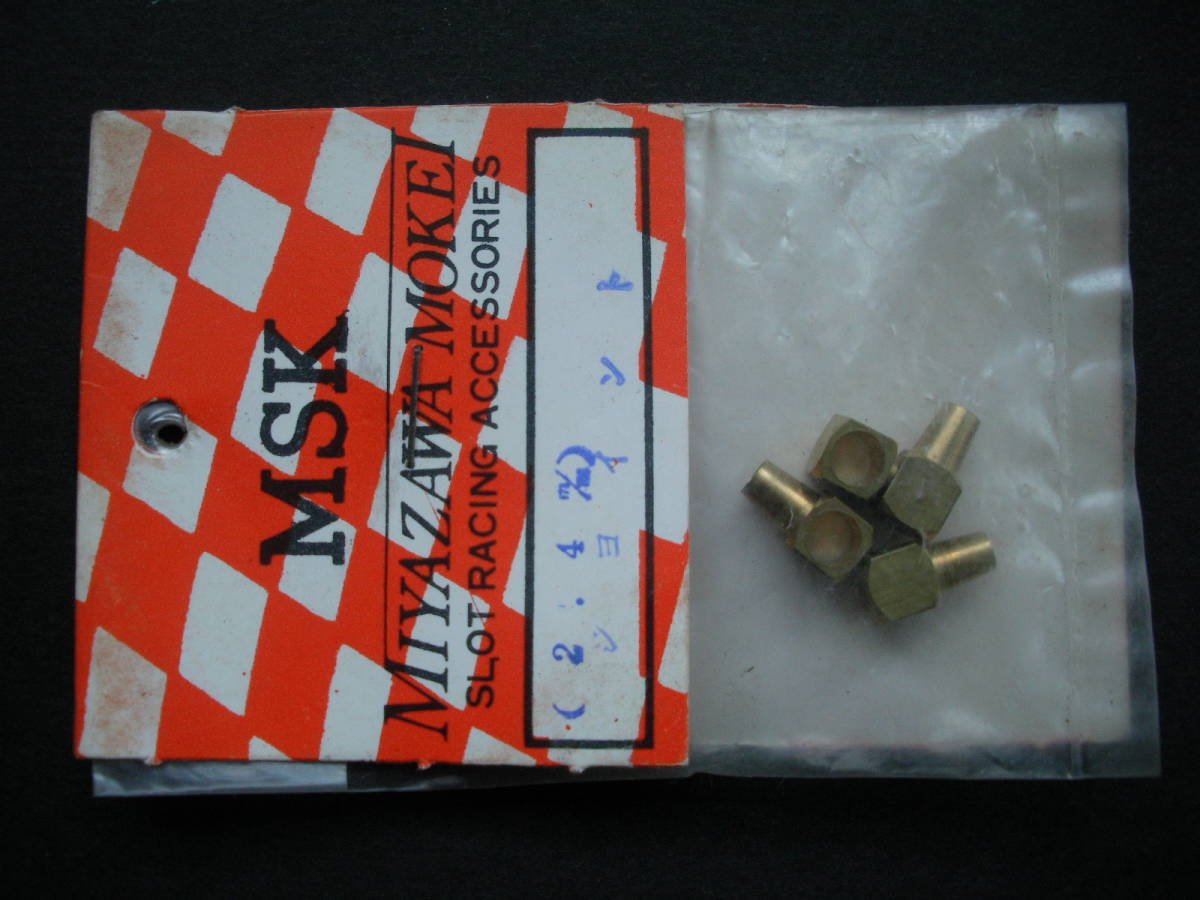 MSK
MIYAZAWA MOKEI
SLOT RACING ACCESSORIES
(2.4㎜)
ジョイント